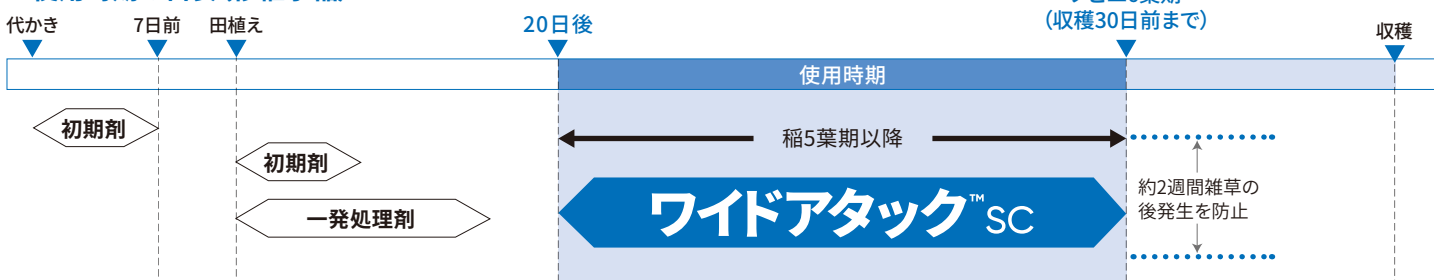 代かき
7日前
田植え
20日後
(収穫30日前まで)
収穫
使用時期
初期剤
稲5葉期以降
初期剤
約2週間雑草の
後発生を防止
一発処理剤
ワイドアタック™SC